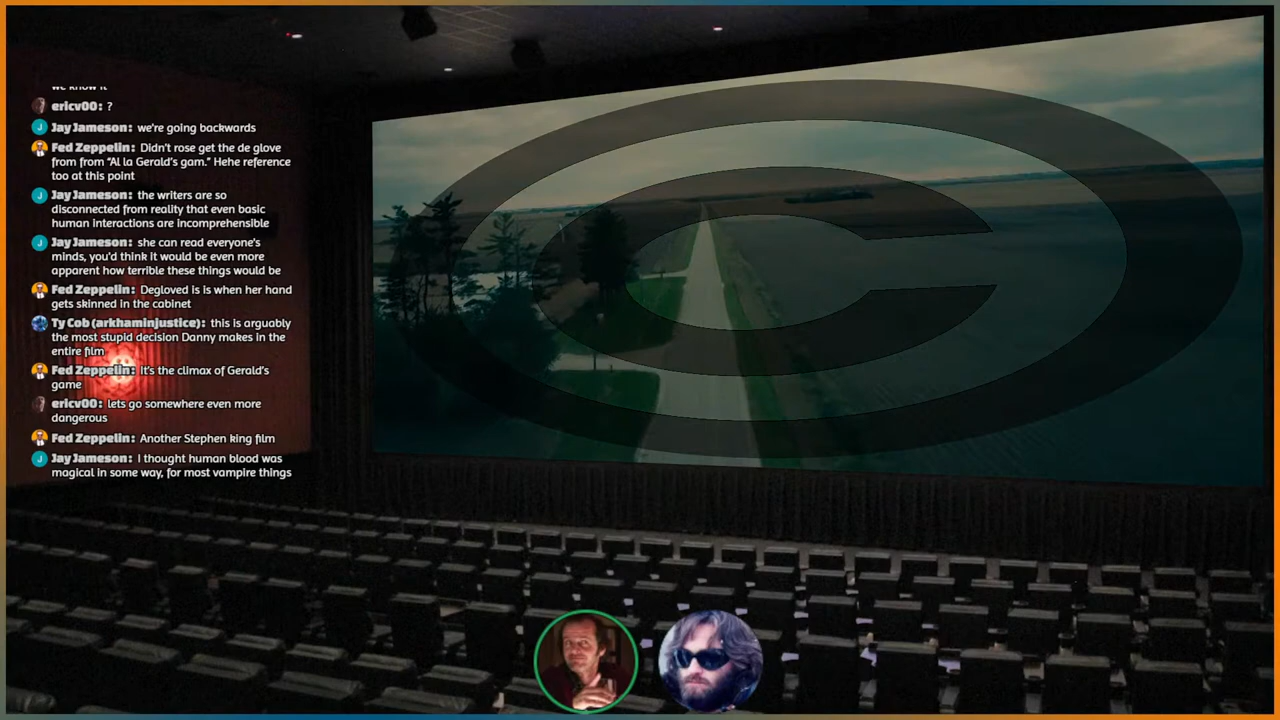 we know it
ericv00: ?
Jay Jameson: we're going backwards
Fed Zeppelin: Didn't rose get the de glove
from from "Al la Gerald's gam." Hehe reference
too at this point
Jay Jameson: the writers are so
disconnected from reality that even basic
human interactions are incomprehensible
Jay Jameson: she can read everyone's
minds, you'd think it would be even more
apparent how terrible these things would be
Fed Zeppelin: Degloved is is when her hand
gets skinned in the cabinet
Ty Cob (arkhaminjustice): this is arguably
the most stupid decision Danny makes in the
entire film
Fed Zeppelin: It's the climax of Gerald's
game
ericv00: lets go somewhere even more
dangerous
Fed Zeppelin: Another Stephen king film
Jay Jameson: I thought human blood was
magical in some way, for most vampire things